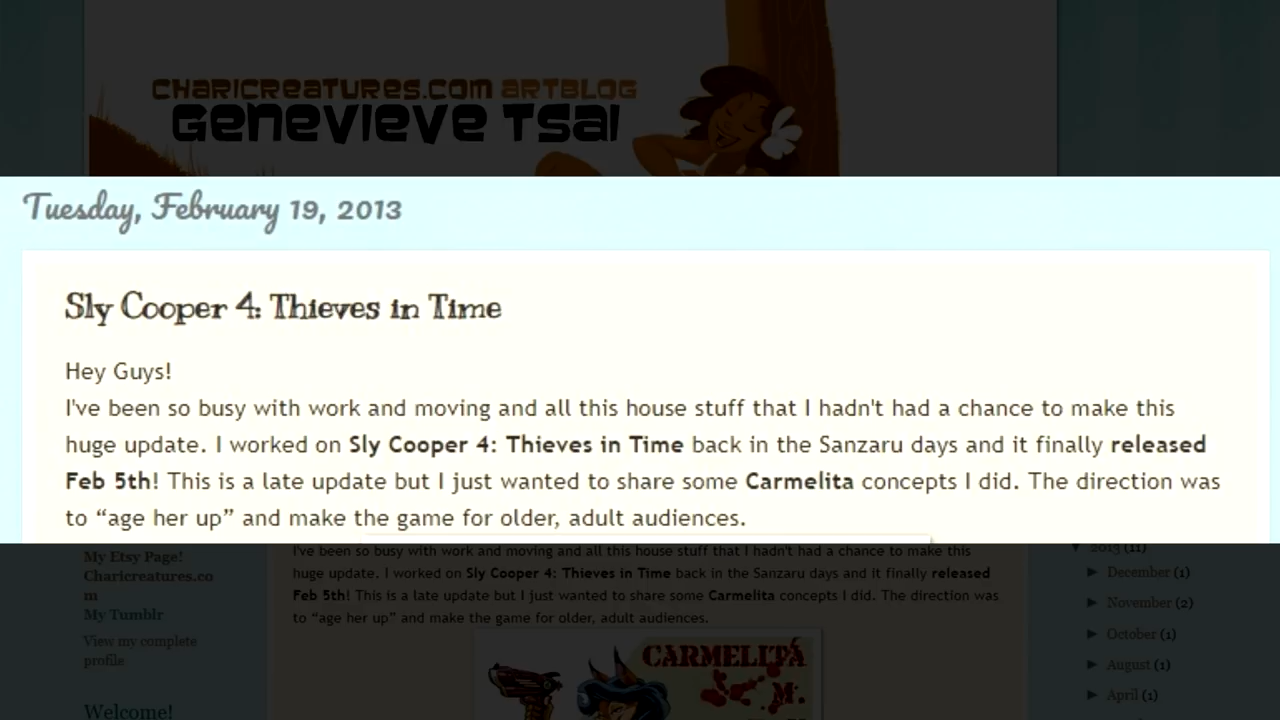 CHARICREATURES.COM ARTBLOG
GENEVIEVE TSAI
Tuesday, February 19, 2013
Sly Cooper 4: Thieves in Time
Hey Guys!
I've been so busy with work and moving and all this house stuff that I hadn't had a chance to make this
huge update. I worked on Sly Cooper 4: Thieves in Time back in the Sanzaru days and it finally released
Feb 5th! This is a late update but I just wanted to share some Carmelita concepts I did. The direction was
to “age her up” and make the game for older, adult audiences.
My Etsy Page!
Charicreatures.co
m
My Tumblr
View my complete
profile
Welcome!
I've been so busy with work and moving and all this house stuff that I hadn't had a chance to make this
huge update. I worked on Sly Cooper 4: Thieves in Time back in the Sanzaru days and it finally released
Feb 5th! This is a late update but I just wanted to share some Carmelita concepts I did. The direction was
to “age her up” and make the game for older, adult audiences.
CARMELITA
M.
▼ 2013 (11)
► December (1)
► November (2)
► October (1)
► August (1)
► April (1)